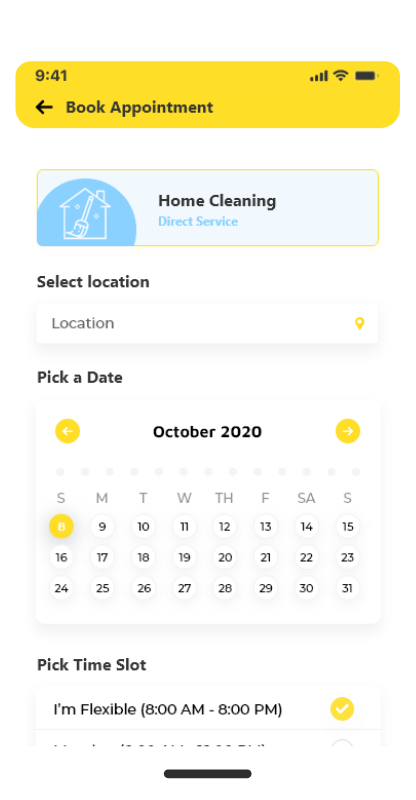 9:41
Book Appointment
Home Cleaning
Direct Service
Select location
Location
Pick a Date
October 2020
S M T W TH F SA S
8 9 10 11 12 13 14 15
16 17 18 19 20 21 22 23
24 25 26 27 28 29 30 31
Pick Time Slot
I'm Flexible (8:00 AM - 8:00 PM)